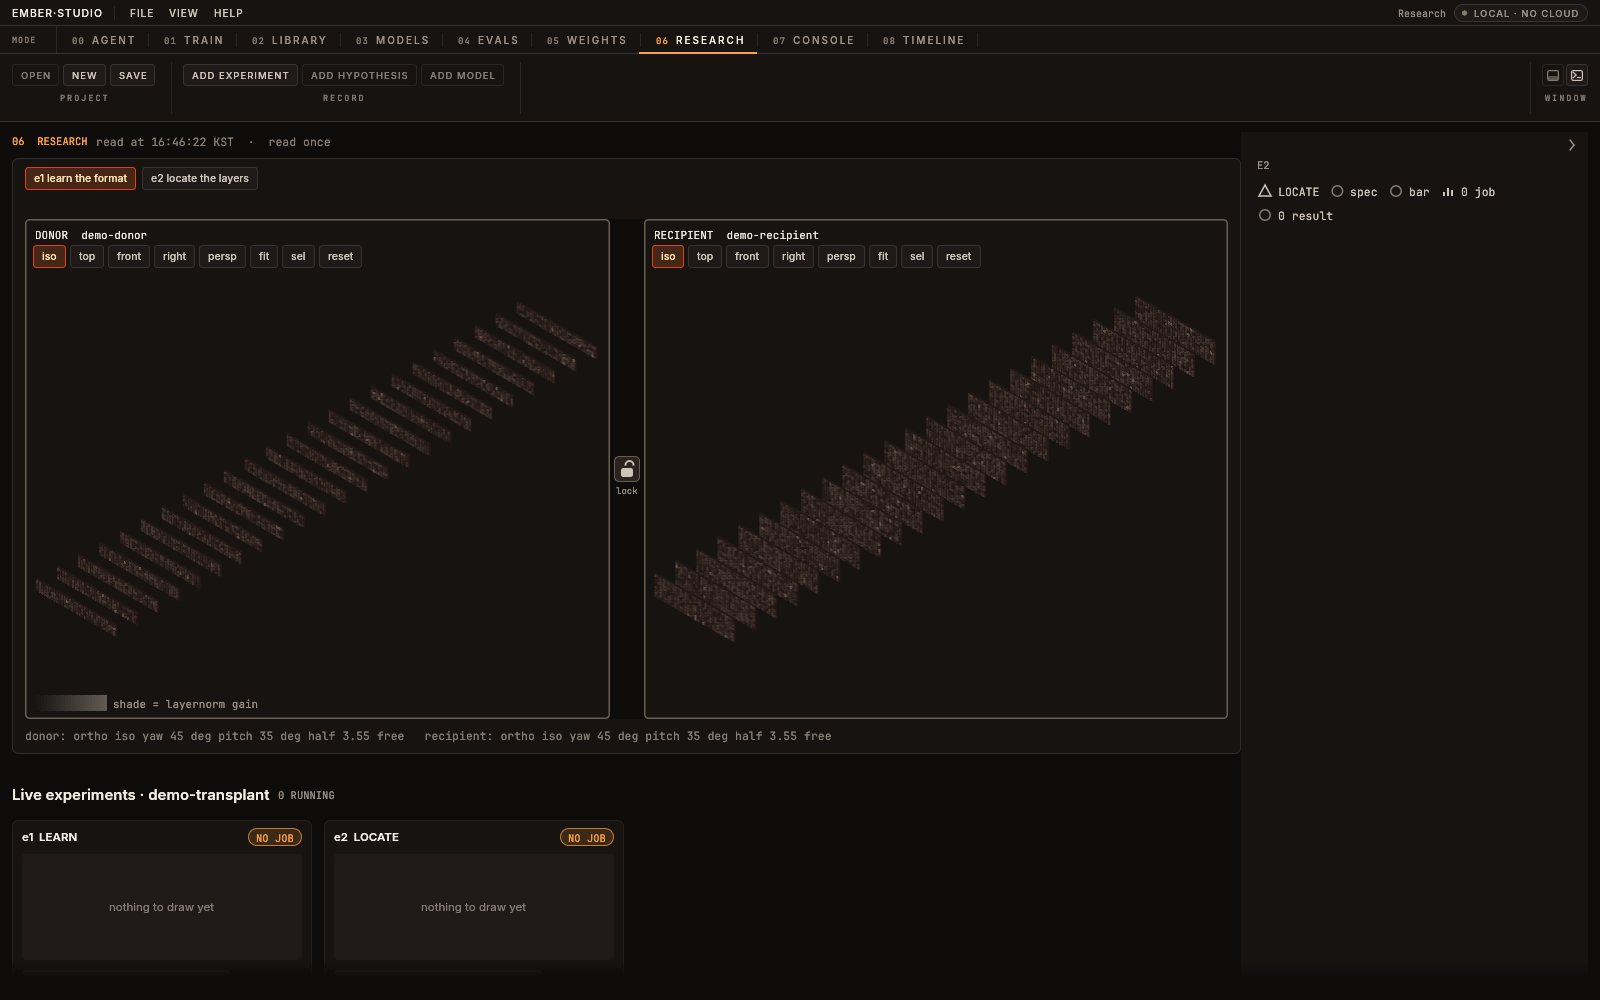 EMBER·STUDIO FILE VIEW HELP Research LOCAL · NO CLOUD
MODE 00 AGENT 01 TRAIN 02 LIBRARY 03 MODELS 04 EVALS 05 WEIGHTS 06 RESEARCH 07 CONSOLE 08 TIMELINE
OPEN NEW SAVE ADD EXPERIMENT ADD HYPOTHESIS ADD MODEL
PROJECT RECORD WINDOW
06 RESEARCH read at 16:46:22 KST · read once
e1 learn the format e2 locate the layers
DONOR demo-donor
iso top front right persp fit sel reset
shade = layernorm gain
lock
RECIPIENT demo-recipient
iso top front right persp fit sel reset
donor: ortho iso yaw 45 deg pitch 35 deg half 3.55 free recipient: ortho iso yaw 45 deg pitch 35 deg half 3.55 free
Live experiments · demo-transplant 0 RUNNING
e1 LEARN NO JOB
nothing to draw yet
e2 LOCATE NO JOB
nothing to draw yet
E2
LOCATE spec bar 0 job
0 result